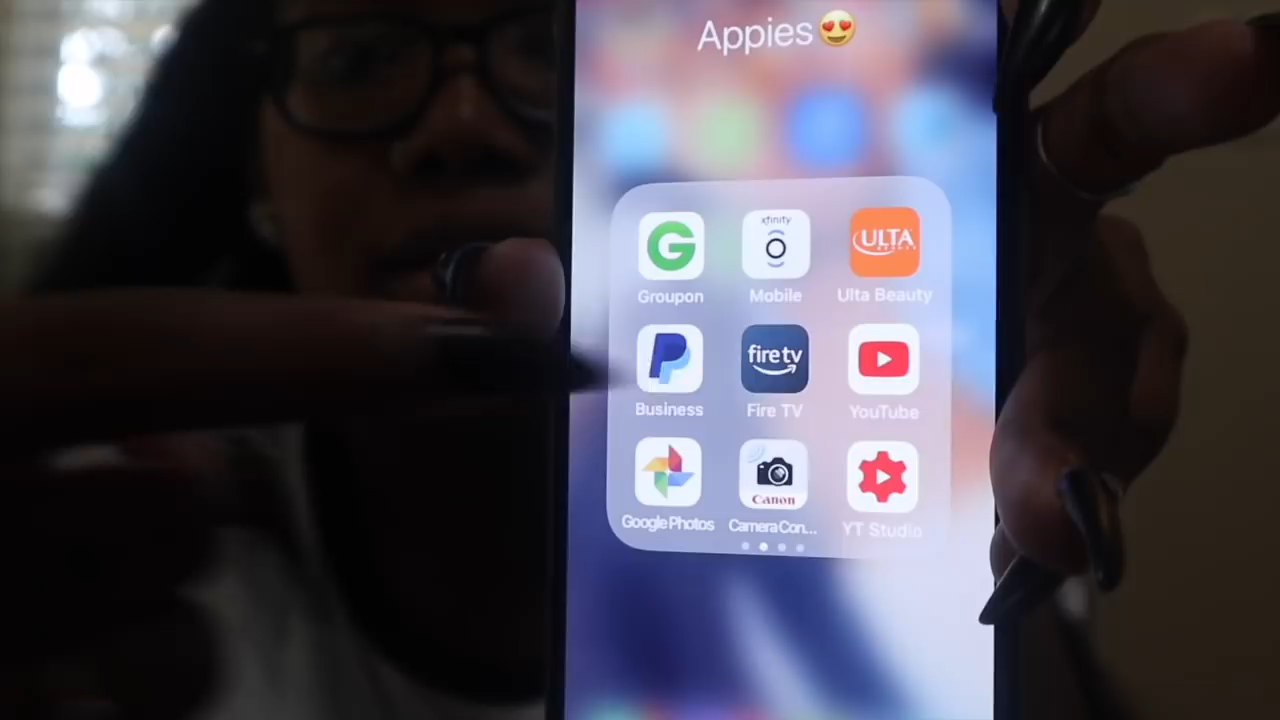 Appies😍
xfinity
ULTA
BEAUTY
Groupon Mobile Ulta Beauty
fire tv
Business Fire TV YouTube
Canon
Google Photos Camera Con... YT Studio